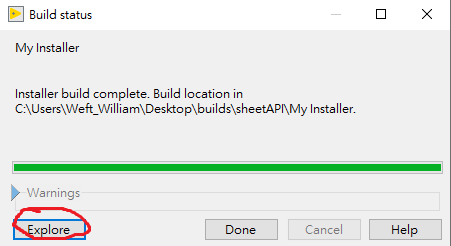 Build status
My Installer
Installer build complete. Build location in
C:\Users\Weft_William\Desktop\builds\sheetAPI\My Installer.
Warnings
Explore Done Cancel Help